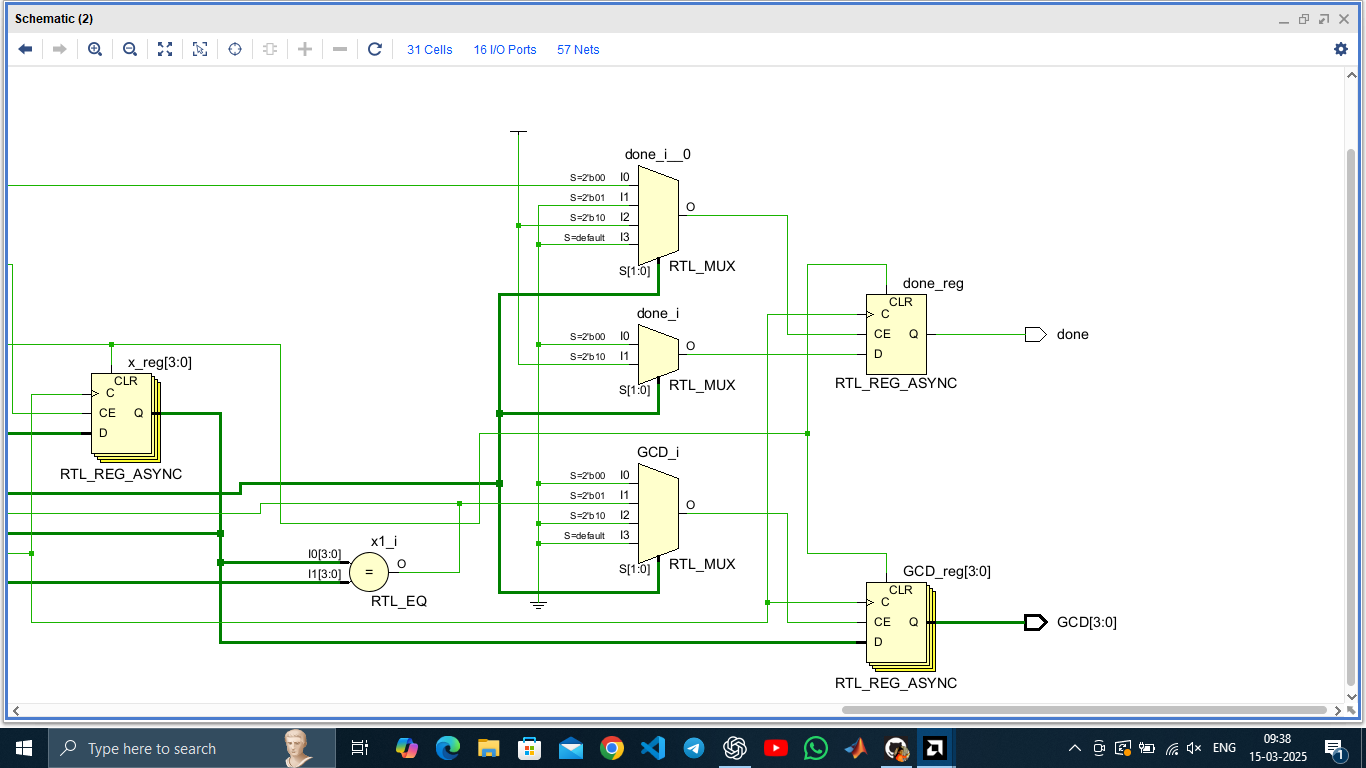 Schematic (2)
31 Cells 16 I/O Ports 57 Nets
done_i__0
S=2'b00 I0
S=2'b01 I1
S=2'b10 I2
S=default I3
O
S[1:0]
RTL_MUX
done_i
S=2'b00 I0
S=2'b10 I1
O
S[1:0]
RTL_MUX
done_reg
CLR
C
CE Q
D
RTL_REG_ASYNC
done
x_reg[3:0]
CLR
C
CE Q
D
RTL_REG_ASYNC
GCD_i
S=2'b00 I0
S=2'b01 I1
S=2'b10 I2
S=default I3
O
S[1:0]
RTL_MUX
x1_i
I0[3:0]
I1[3:0]
=
O
RTL_EQ
GCD_reg[3:0]
CLR
C
CE Q
D
RTL_REG_ASYNC
GCD[3:0]
Type here to search
ENG
09:38
15-03-2025
1